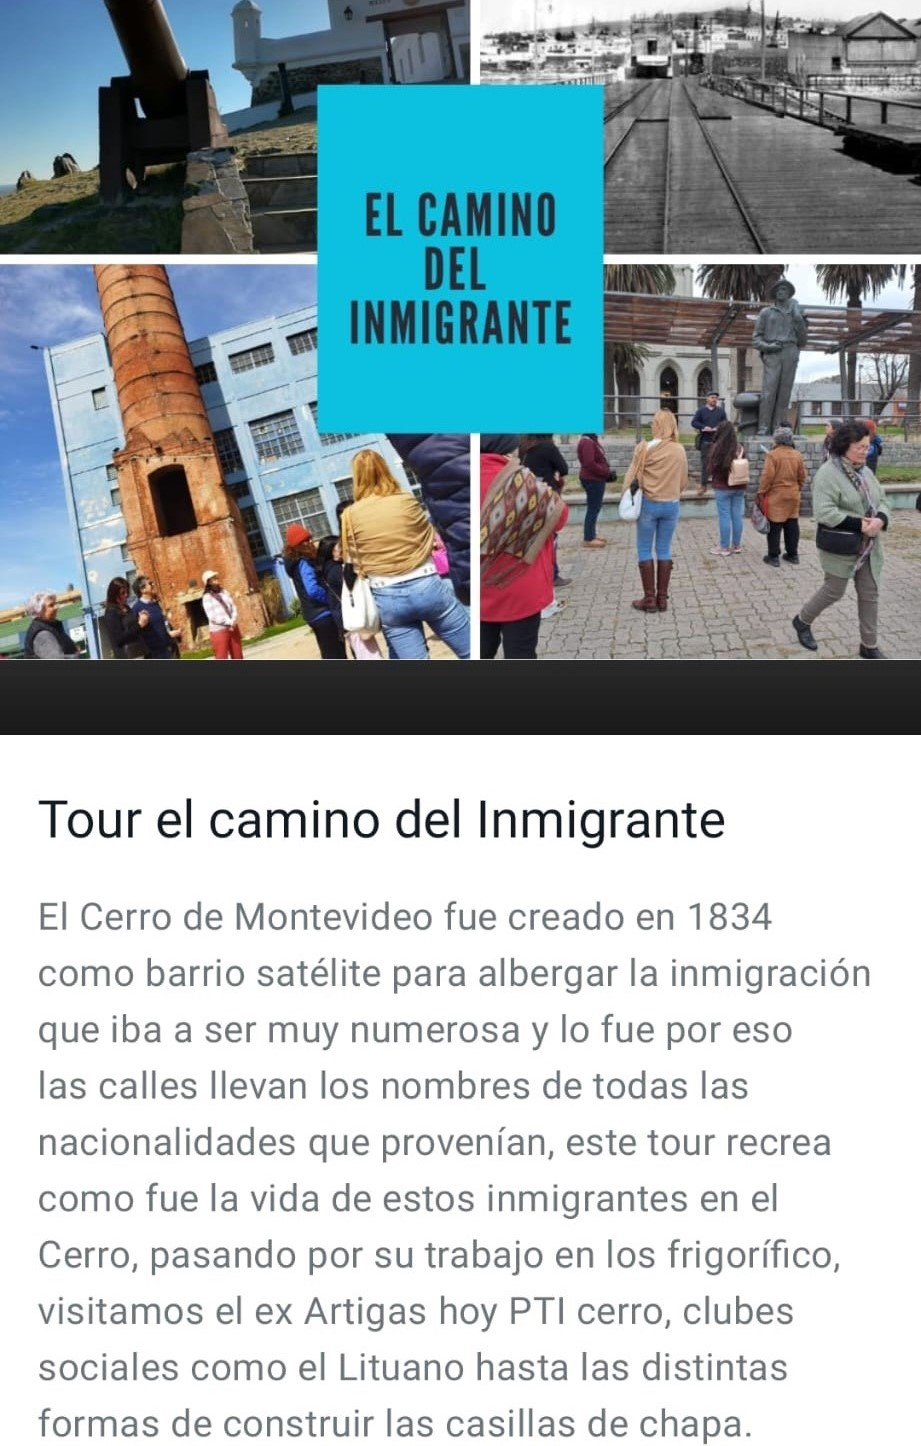 EL CAMINO
DEL
INMIGRANTE
Tour el camino del Inmigrante
El Cerro de Montevideo fue creado en 1834
como barrio satélite para albergar la inmigración
que iba a ser muy numerosa y lo fue por eso
las calles llevan los nombres de todas las
nacionalidades que provenían, este tour recrea
como fue la vida de estos inmigrantes en el
Cerro, pasando por su trabajo en los frigorífico,
visitamos el ex Artigas hoy PTI cerro, clubes
sociales como el Lituano hasta las distintas
formas de construir las casillas de chapa.